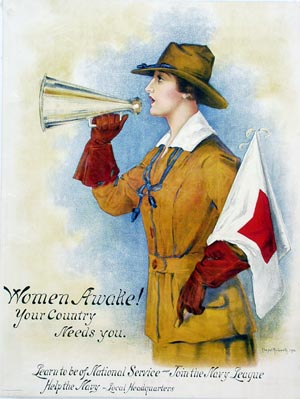 Women Awake!
Your Country
Needs you.
Learn to be of National Service — Join the Navy League
Help the Navy — Local Headquarters